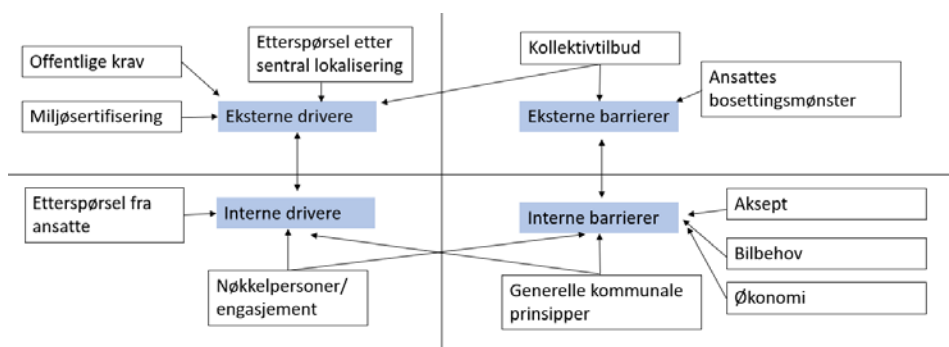 Offentlige krav
Etterspørsel etter
sentral lokalisering
Kollektivtilbud
Ansattes
bosettingsmønster
Miljøsertifisering
Eksterne drivere
Eksterne barrierer
Etterspørsel fra
ansatte
Interne drivere
Interne barrierer
Aksept
Bilbehov
Økonomi
Nøkkelpersoner/
engasjement
Generelle kommunale
prinsipper